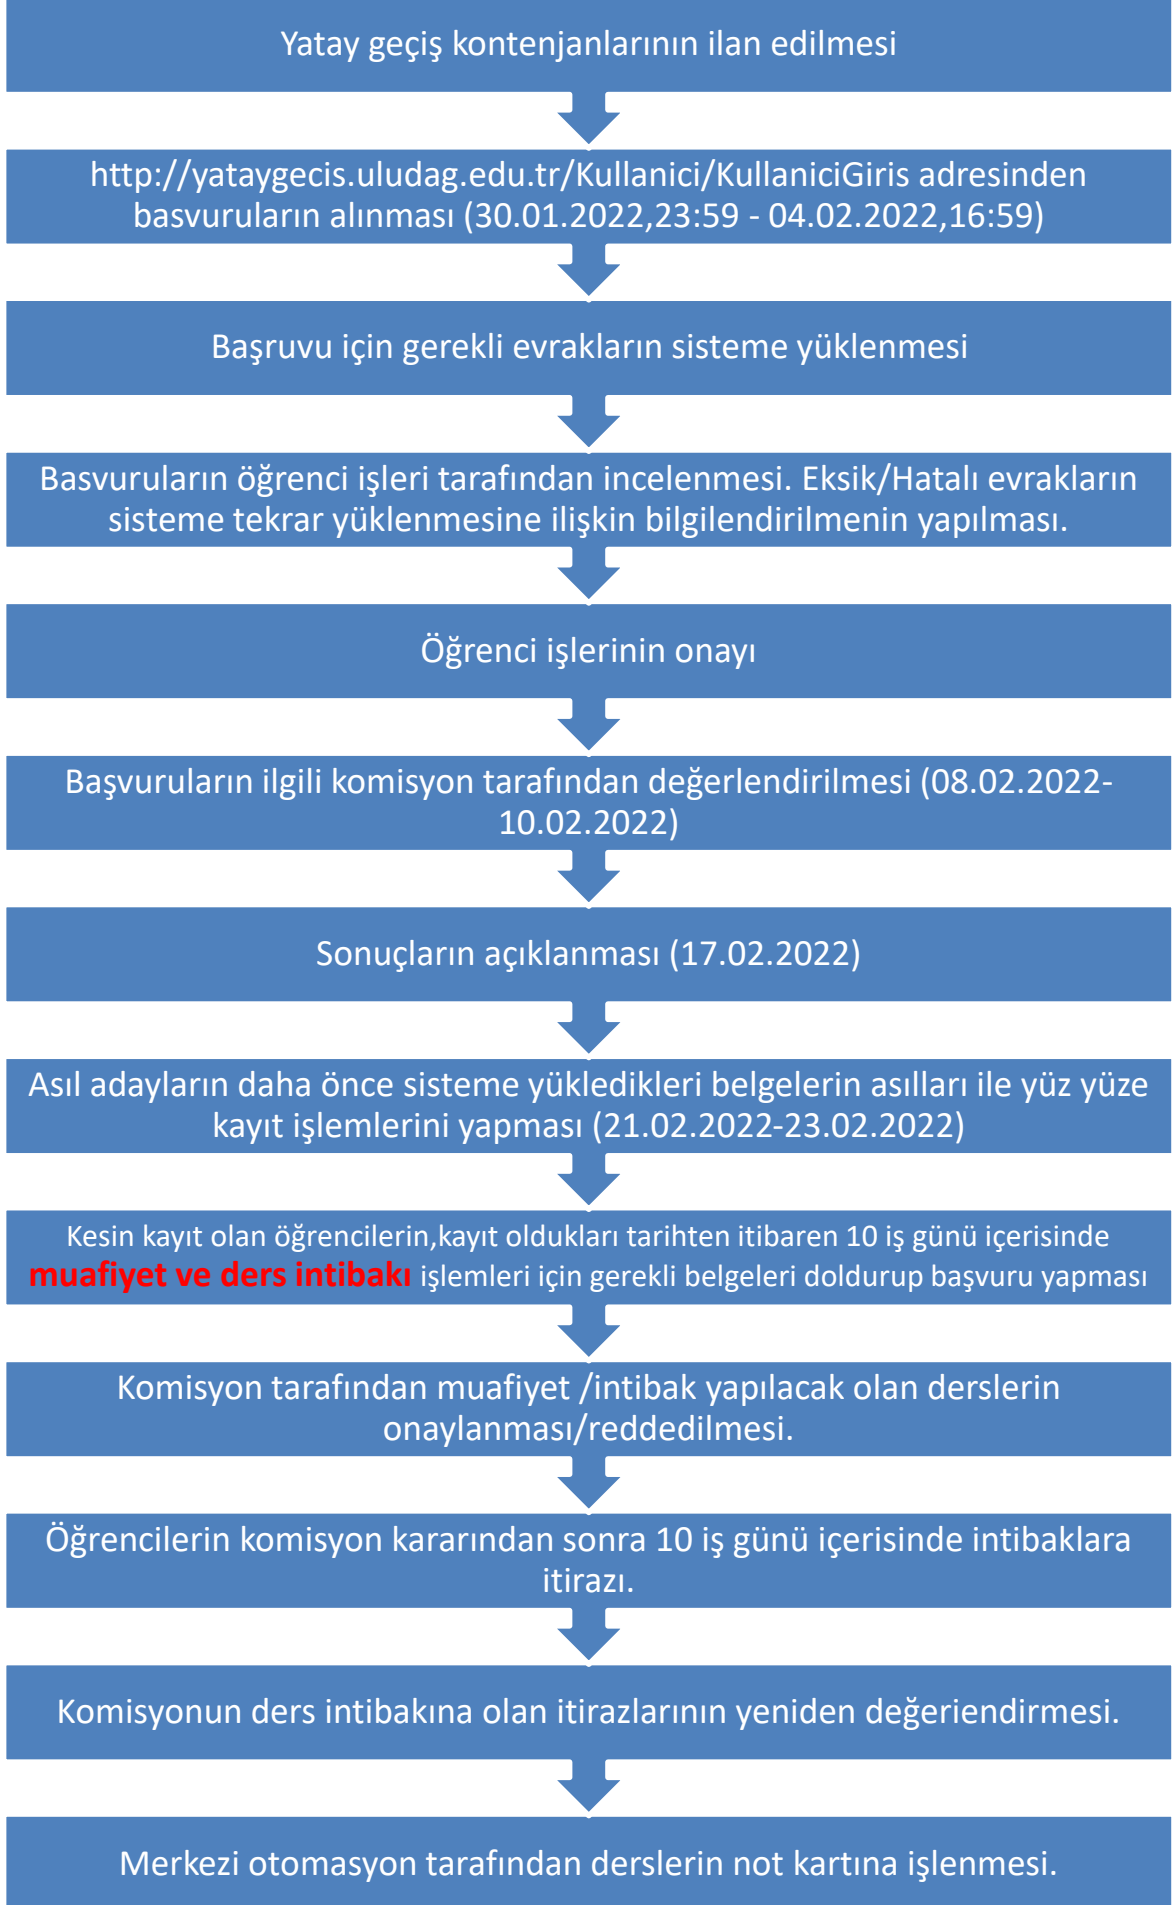 Yatay geçiş kontenjanlarının ilan edilmesi
http://yataygecis.uludag.edu.tr/Kullanici/KullaniciGiris adresinden
basvuruların alınması (30.01.2022,23:59 - 04.02.2022,16:59)
Başruvu için gerekli evrakların sisteme yüklenmesi
Basvuruların öğrenci işleri tarafından incelenmesi. Eksik/Hatalı evrakların
sisteme tekrar yüklenmesine ilişkin bilgilendirilmenin yapılması.
Öğrenci işlerinin onayı
Başvuruların ilgili komisyon tarafından değerlendirilmesi (08.02.2022-
10.02.2022)
Sonuçların açıklanması (17.02.2022)
Asıl adayların daha önce sisteme yükledikleri belgelerin asılları ile yüz yüze
kayıt işlemlerini yapması (21.02.2022-23.02.2022)
Kesin kayıt olan öğrencilerin,kayıt oldukları tarihten itibaren 10 iş günü içerisinde
muafiyet ve ders intibakı işlemleri için gerekli belgeleri doldurup başvuru yapması
Komisyon tarafından muafiyet /intibak yapılacak olan derslerin
onaylanması/reddedilmesi.
Öğrencilerin komisyon kararından sonra 10 iş günü içerisinde intibaklara
itirazı.
Komisyonun ders intibakına olan itirazlarının yeniden değeriendirmesi.
Merkezi otomasyon tarafından derslerin not kartına işlenmesi.